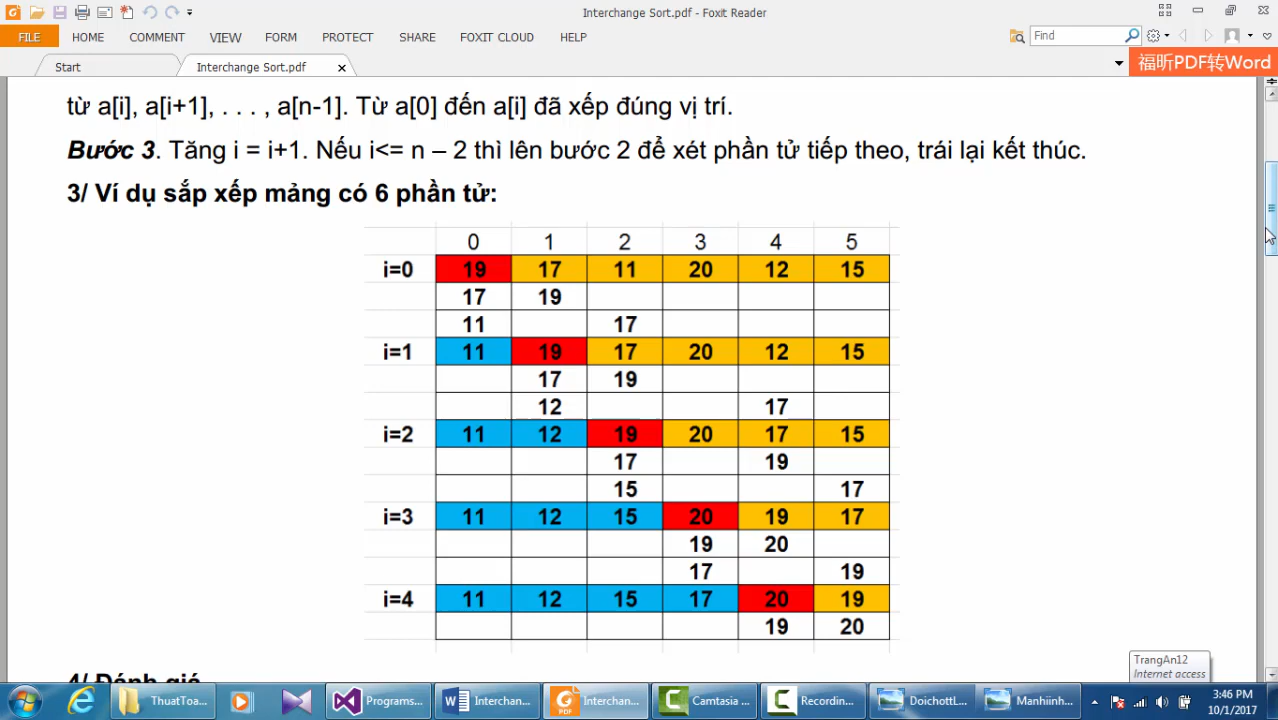 Interchange Sort.pdf - Foxit Reader
FILE HOME COMMENT VIEW FORM PROTECT SHARE FOXIT CLOUD HELP Find
Start Interchange Sort.pdf 福昕PDF转Word
từ a[i], a[i+1], . . . , a[n-1]. Từ a[0] đến a[i] đã xếp đúng vị trí.
Bước 3. Tăng i = i+1. Nếu i<= n – 2 thì lên bước 2 để xét phần tử tiếp theo, trái lại kết thúc.
3/ Ví dụ sắp xếp mảng có 6 phần tử:
0 1 2 3 4 5
i=0 19 17 11 20 12 15
17 19
11 17
i=1 11 19 17 20 12 15
17 19
12 17
i=2 11 12 19 20 17 15
17 19
15 17
i=3 11 12 15 20 19 17
19 20
17 19
i=4 11 12 15 17 20 19
19 20
4/ Đánh giá
TrangAn12
Internet access
ThuatToa... Programs... Interchan... Interchan... Camtasia ... Recordin... DoichottL... Manhiinh... 3:46 PM
10/1/2017